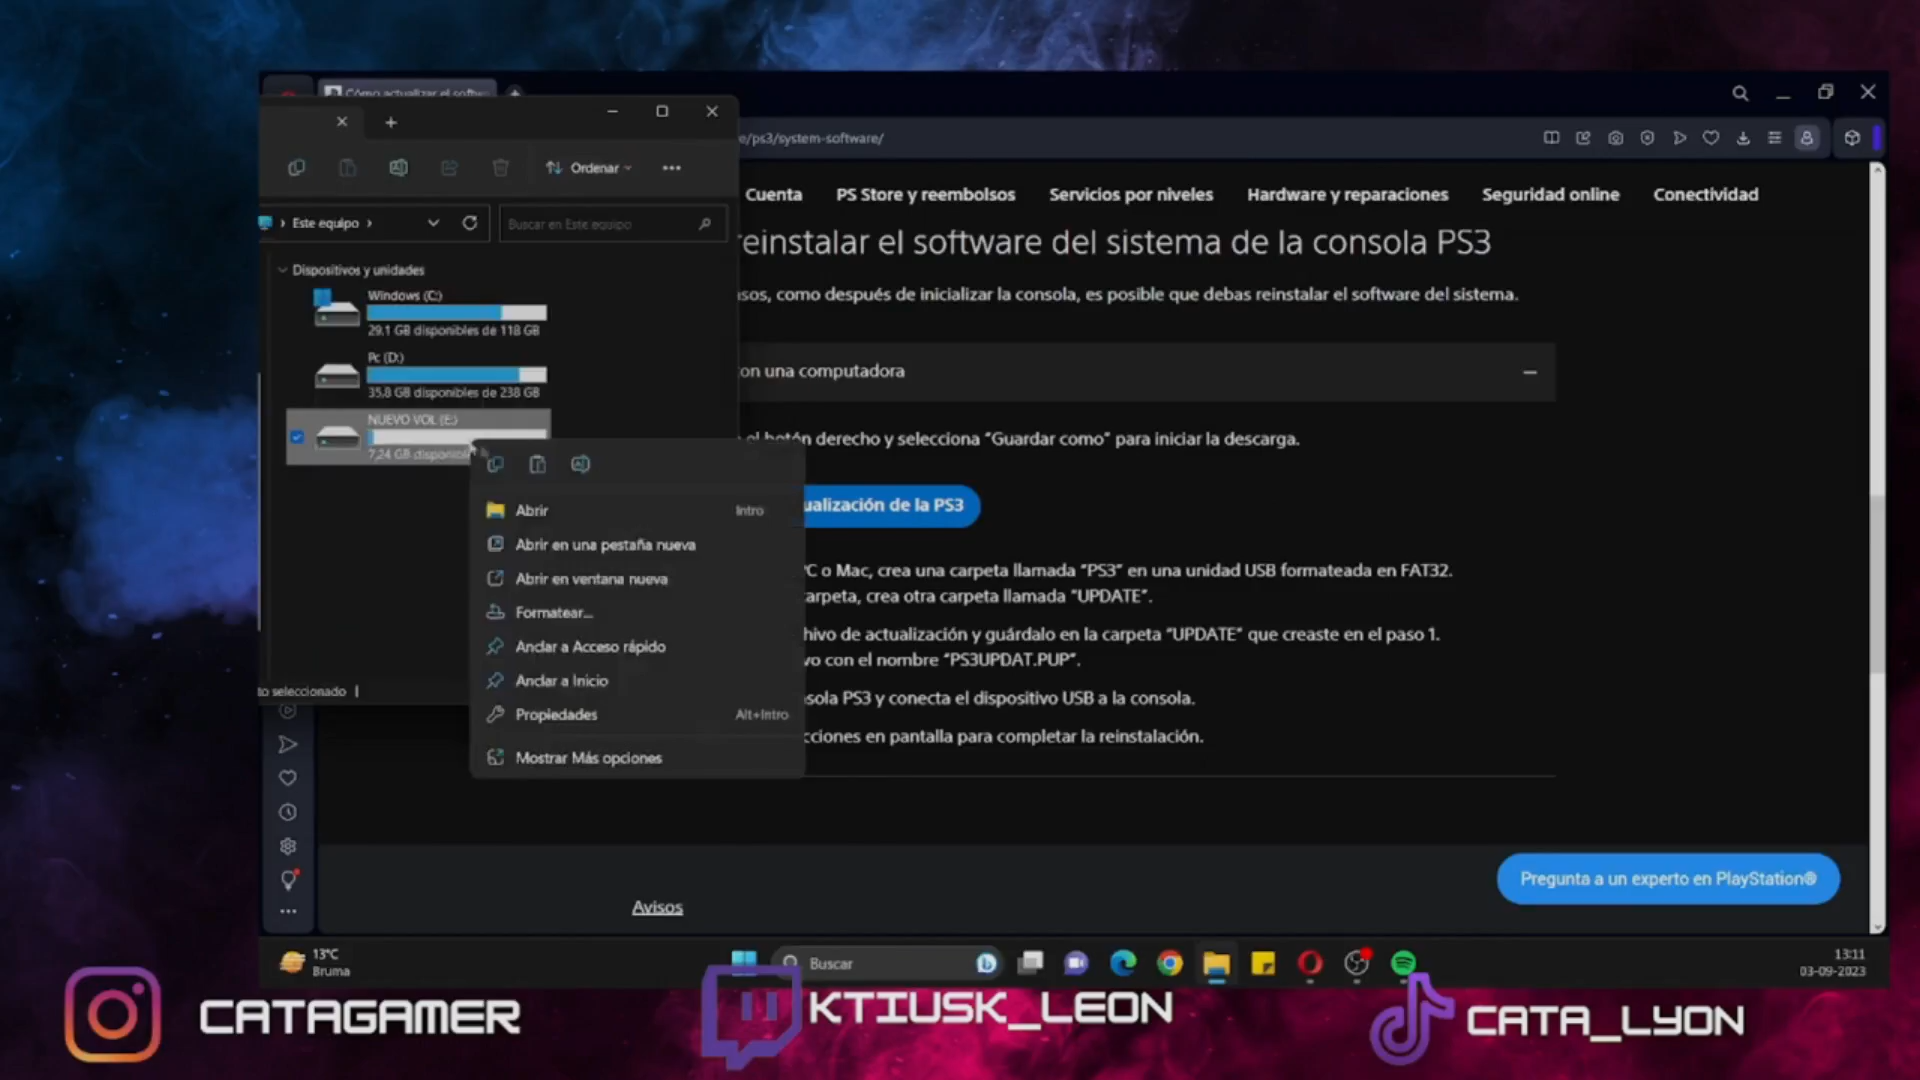 Cómo actualizar el softw
Ordenar
Este equipo
Buscar en Este equipo
Dispositivos y unidades
Windows (C:)
29.1 GB disponibles de 118 GB
Pc (D:)
35,8 GB disponibles de 238 GB
NUEVO VOL (E:)
7,24 GB disponible
to seleccionado
Abrir Intro
Abrir en una pestaña nueva
Abrir en ventana nueva
Formatear...
Anclar a Acceso rápido
Anclar a Inicio
Propiedades Alt+Intro
Mostrar Más opciones
e/ps3/system-software/
Cuenta PS Store y reembolsos Servicios por niveles Hardware y reparaciones Seguridad online Conectividad
reinstalar el software del sistema de la consola PS3
sos, como después de inicializar la consola, es posible que debas reinstalar el software del sistema.
on una computadora
el botón derecho y selecciona “Guardar como” para iniciar la descarga.
ualización de la PS3
PC o Mac, crea una carpeta llamada “PS3” en una unidad USB formateada en FAT32.
arpeta, crea otra carpeta llamada “UPDATE”.
hivo de actualización y guárdalo en la carpeta “UPDATE” que creaste en el paso 1.
vo con el nombre “PS3UPDAT.PUP”.
sola PS3 y conecta el dispositivo USB a la consola.
cciones en pantalla para completar la reinstalación.
Pregunta a un experto en PlayStation®
Avisos
13°C
Bruma
Buscar
13:11
03-09-2023
CATAGAMER
KTIUSK_LEON
CATA_LYON